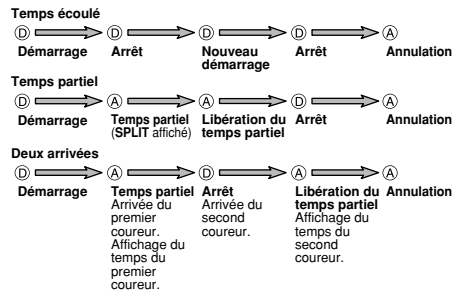 Temps écoulé
D D D D A
Démarrage Arrêt Nouveau démarrage Arrêt Annulation
Temps partiel
D A A D A
Démarrage Temps partiel (SPLIT affiché) Libération du temps partiel Arrêt Annulation
Deux arrivées
D A D A A
Démarrage Temps partiel Arrêt Libération du temps partiel Annulation
Arrivée du premier coureur. Affichage du temps du premier coureur.
Arrivée du second coureur.
Affichage du temps du second coureur.